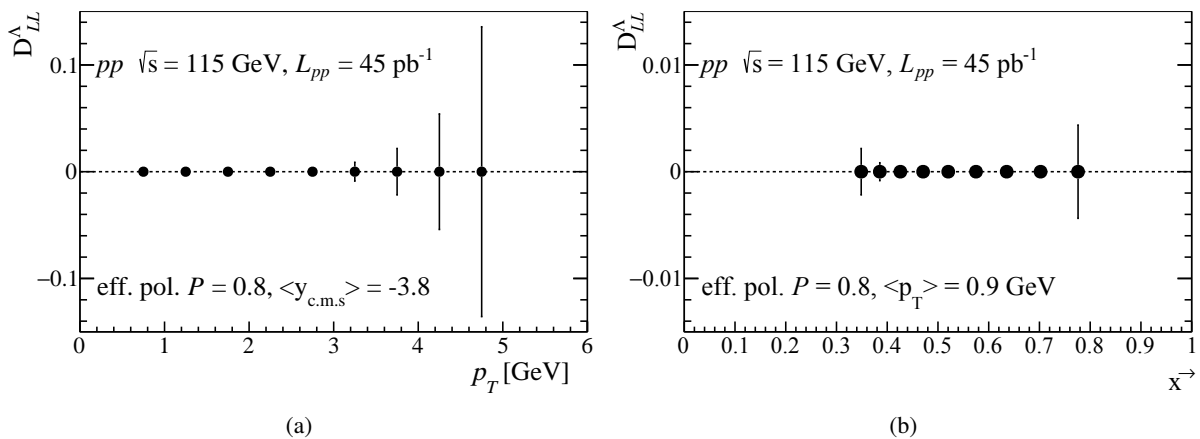 D_LL^Λ
0.1
0
−0.1
pp √s = 115 GeV, L_pp = 45 pb^-1
eff. pol. P = 0.8, <y_c.m.s> = -3.8
0 1 2 3 4 5 6
p_T [GeV]
(a)
D_LL^Λ
0.01
0
−0.01
pp √s = 115 GeV, L_pp = 45 pb^-1
eff. pol. P = 0.8, <p_T> = 0.9 GeV
0 0.1 0.2 0.3 0.4 0.5 0.6 0.7 0.8 0.9 1
x→
(b)